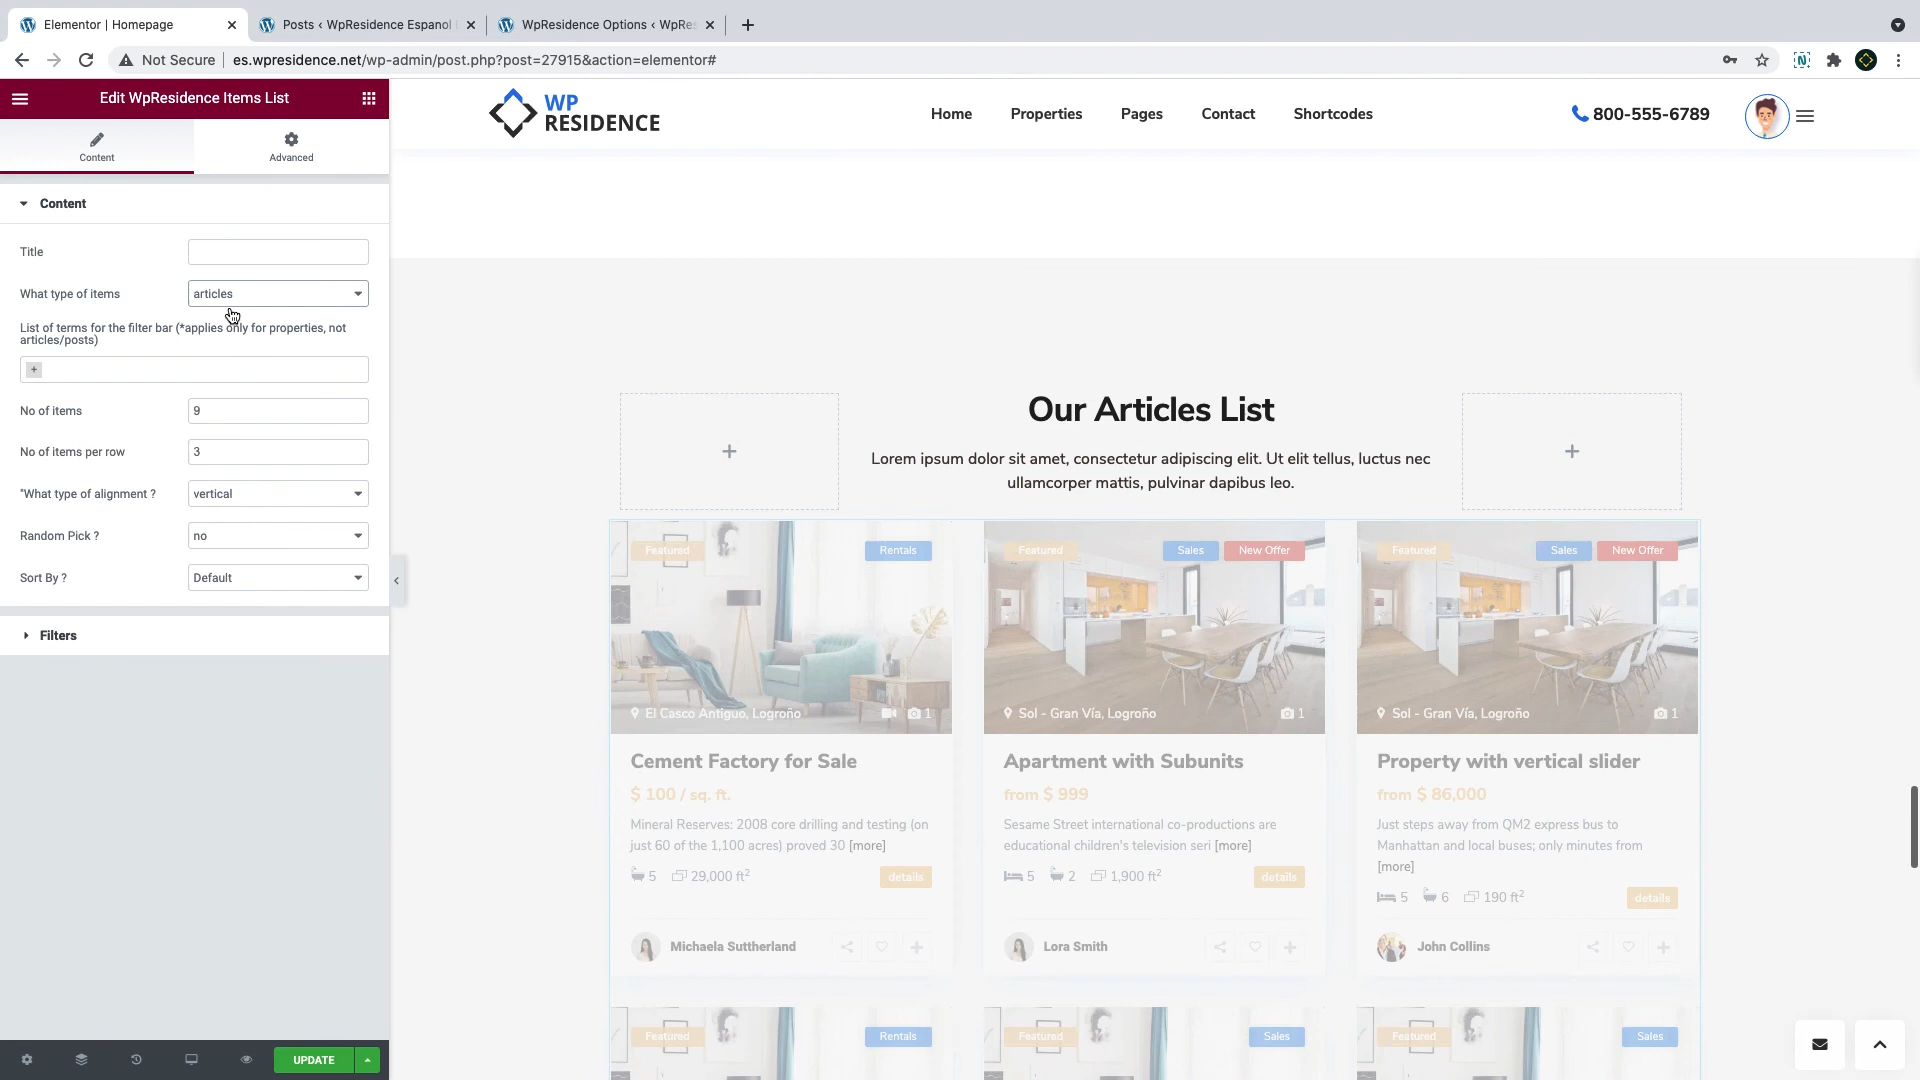 Elementor | Homepage
Posts ‹ WpResidence Espanol
WpResidence Options ‹ WpRes
Not Secure
es.wpresidence.net/wp-admin/post.php?post=27915&action=elementor#
Edit WpResidence Items List
Content
Advanced
Content
Title
What type of items
articles
List of terms for the filter bar (*applies only for properties, not
articles/posts)
+
No of items
9
No of items per row
3
"What type of alignment ?
vertical
Random Pick ?
no
Sort By ?
Default
Filters
UPDATE
WP
RESIDENCE
Home
Properties
Pages
Contact
Shortcodes
800-555-6789
Our Articles List
Lorem ipsum dolor sit amet, consectetur adipiscing elit. Ut elit tellus, luctus nec
ullamcorper mattis, pulvinar dapibus leo.
Featured
Rentals
El Casco Antiguo, Logroño
1
Cement Factory for Sale
$ 100 / sq. ft.
Mineral Reserves: 2008 core drilling and testing (on
just 60 of the 1,100 acres) proved 30 [more]
5
29,000 ft2
details
Michaela Suttherland
Featured
Sales
New Offer
Sol - Gran Vía, Logroño
1
Apartment with Subunits
from $ 999
Sesame Street international co-productions are
educational children's television seri [more]
5
2
1,900 ft2
details
Lora Smith
Featured
Sales
New Offer
Sol - Gran Vía, Logroño
1
Property with vertical slider
from $ 86,000
Just steps away from QM2 express bus to
Manhattan and local buses; only minutes from
[more]
5
6
190 ft2
details
John Collins
Featured
Rentals
Featured
Sales
Featured
Sales